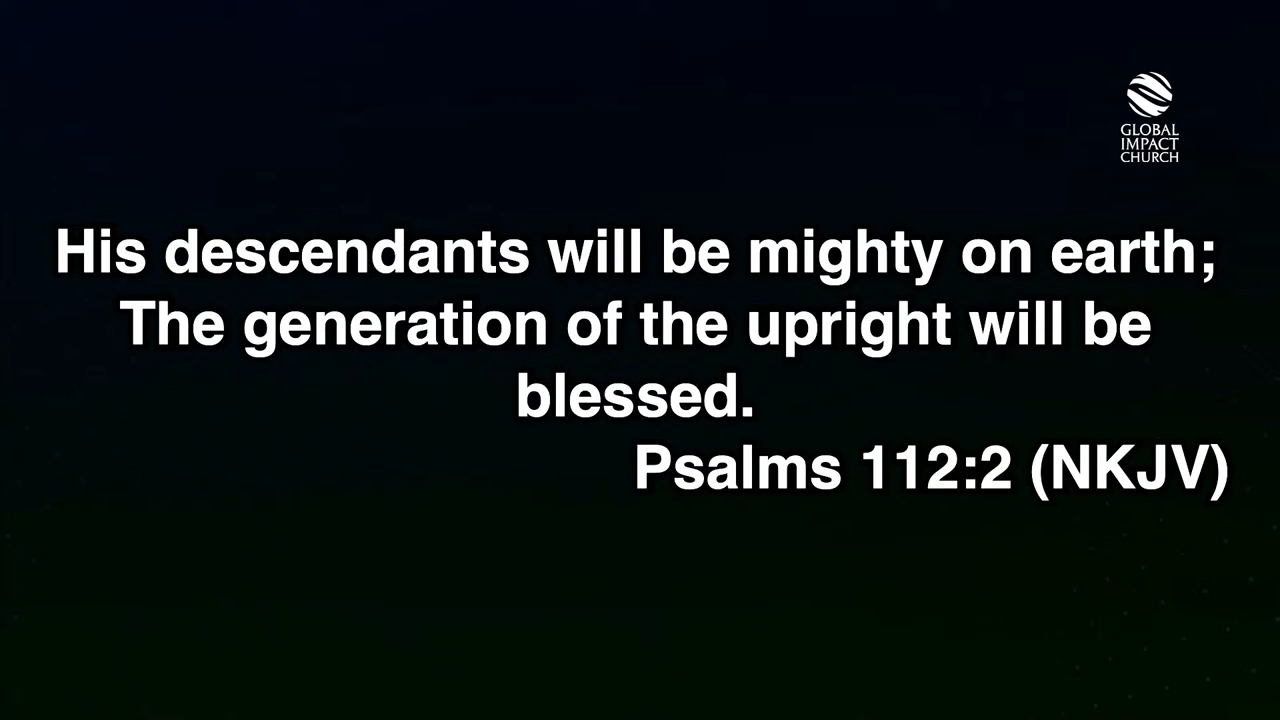 GLOBAL
IMPACT
CHURCH
His descendants will be mighty on earth;
The generation of the upright will be
blessed.
Psalms 112:2 (NKJV)